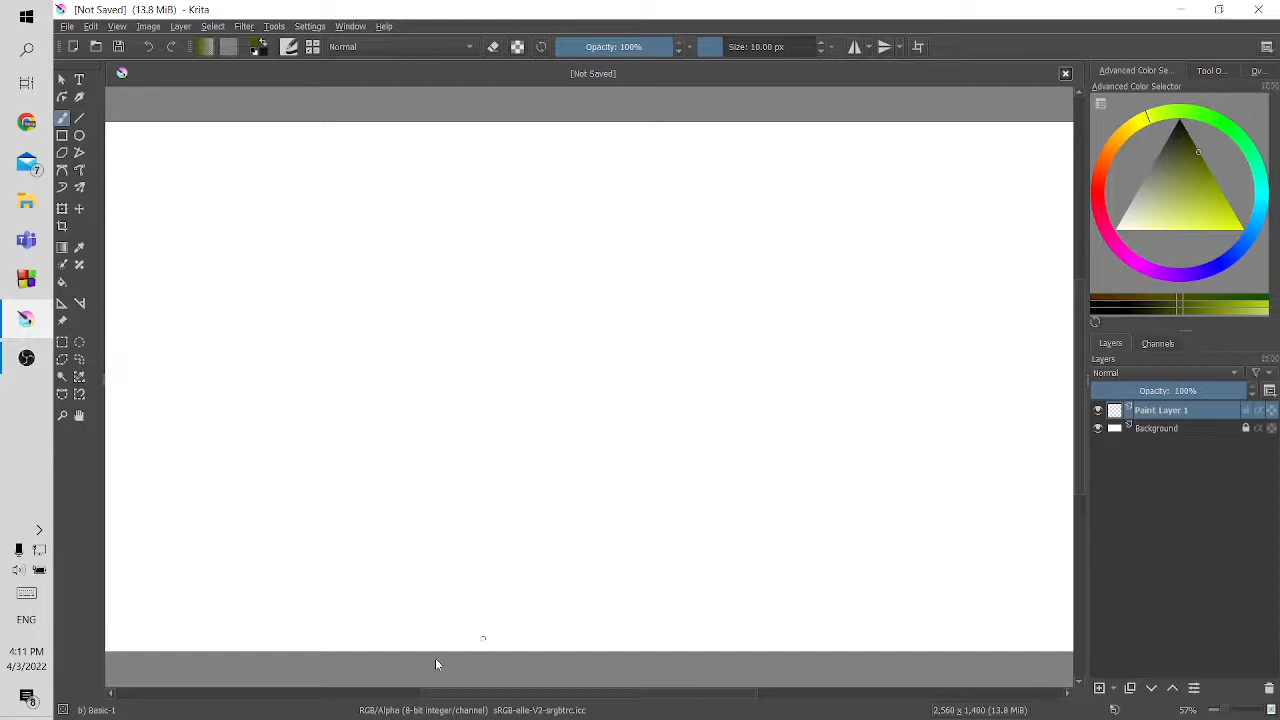 [Not Saved] (13.8 MiB) - Krita
File Edit View Image Layer Select Filter Tools Settings Window Help
Normal
Opacity: 100%
Size: 10.00 px
[Not Saved]
Advanced Color Se...
Tool O...
Ov...
Advanced Color Selector
7
Layers
Channels
Layers
Normal
Opacity: 100%
Paint Layer 1
Background
ENG
4:11 PM
4/3/2022
8
b) Basic-1
RGB/Alpha (8-bit integer/channel) sRGB-elle-V2-srgbtrc.icc
2,560 x 1,400 (13.8 MiB)
57%